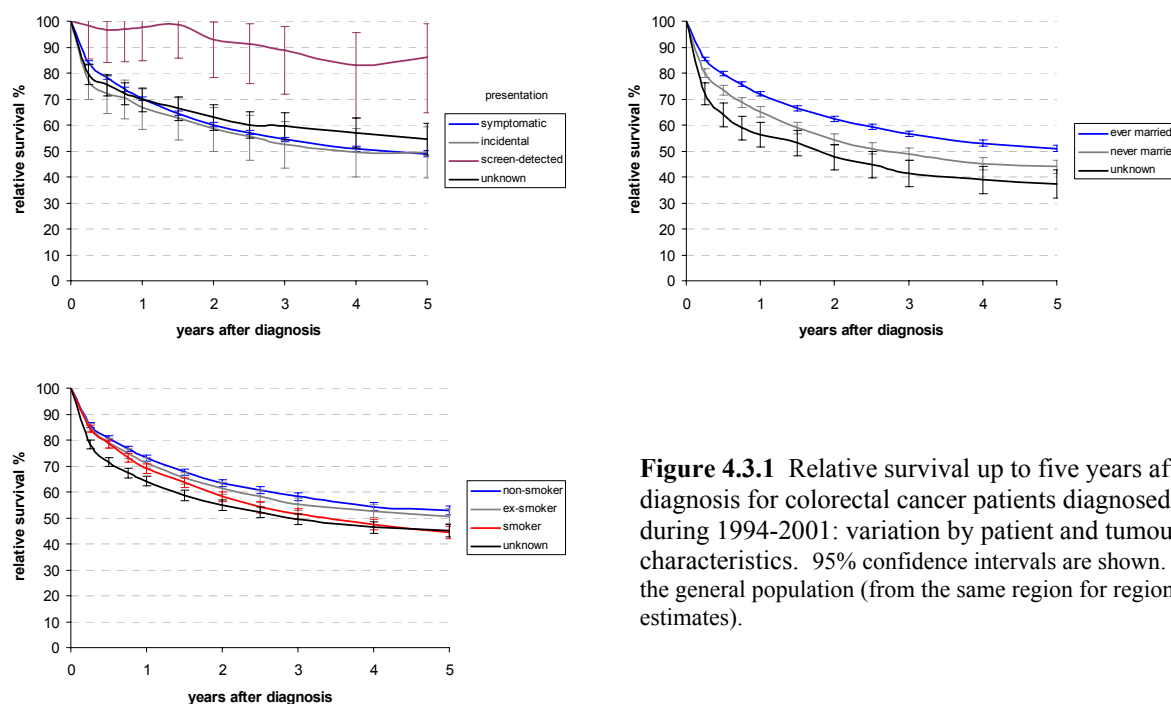 100
90
80
70
60
50
40
30
20
10
0
relative survival %
0 1 2 3 4 5
years after diagnosis
presentation
symptomatic
incidental
screen-detected
unknown
100
90
80
70
60
50
40
30
20
10
0
relative survival %
0 1 2 3 4 5
years after diagnosis
ever married
never married
unknown
100
90
80
70
60
50
40
30
20
10
0
relative survival %
0 1 2 3 4 5
years after diagnosis
non-smoker
ex-smoker
smoker
unknown
Figure 4.3.1 Relative survival up to five years
diagnosis for colorectal cancer patients diagnosed
during 1994-2001: variation by patient and
characteristics. 95% confidence intervals are shown.
the general population (from the same region for
estimates).